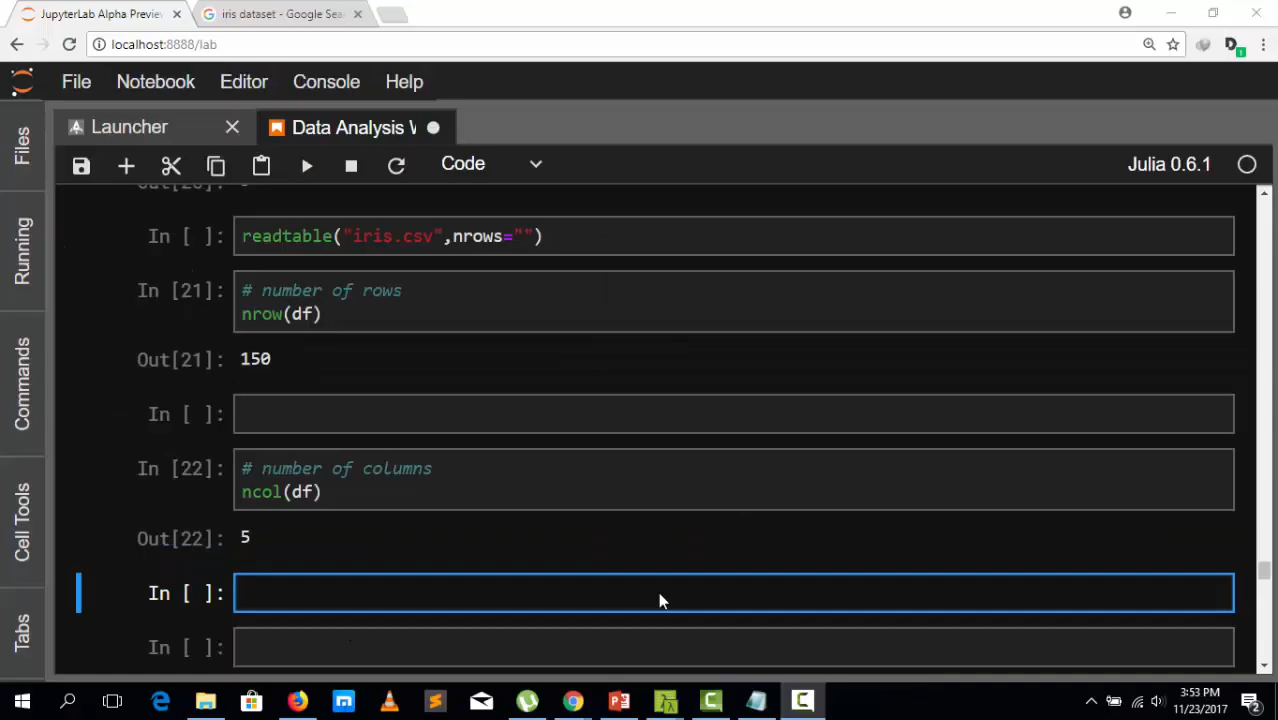 JupyterLab Alpha Preview
iris dataset - Google Sea
localhost:8888/lab
File Notebook Editor Console Help
Launcher
Data Analysis
Code
Julia 0.6.1
In [ ]: readtable("iris.csv",nrows="")
In [21]: # number of rows
nrow(df)
Out[21]: 150
In [ ]:
In [22]: # number of columns
ncol(df)
Out[22]: 5
In [ ]:
In [ ]:
Files
Running
Commands
Cell Tools
Tabs
3:53 PM
11/23/2017